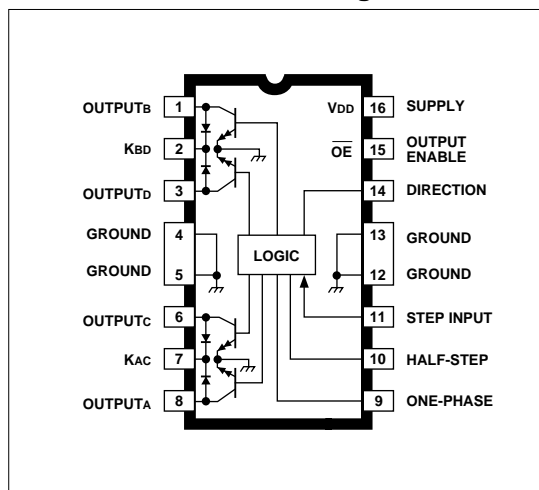 OUTPUTB 1
KBD 2
OUTPUTD 3
GROUND 4
GROUND 5
OUTPUTC 6
KAC 7
OUTPUTA 8
LOGIC
VDD 16 SUPPLY
OE 15 OUTPUT
ENABLE
14 DIRECTION
13 GROUND
12 GROUND
11 STEP INPUT
10 HALF-STEP
9 ONE-PHASE